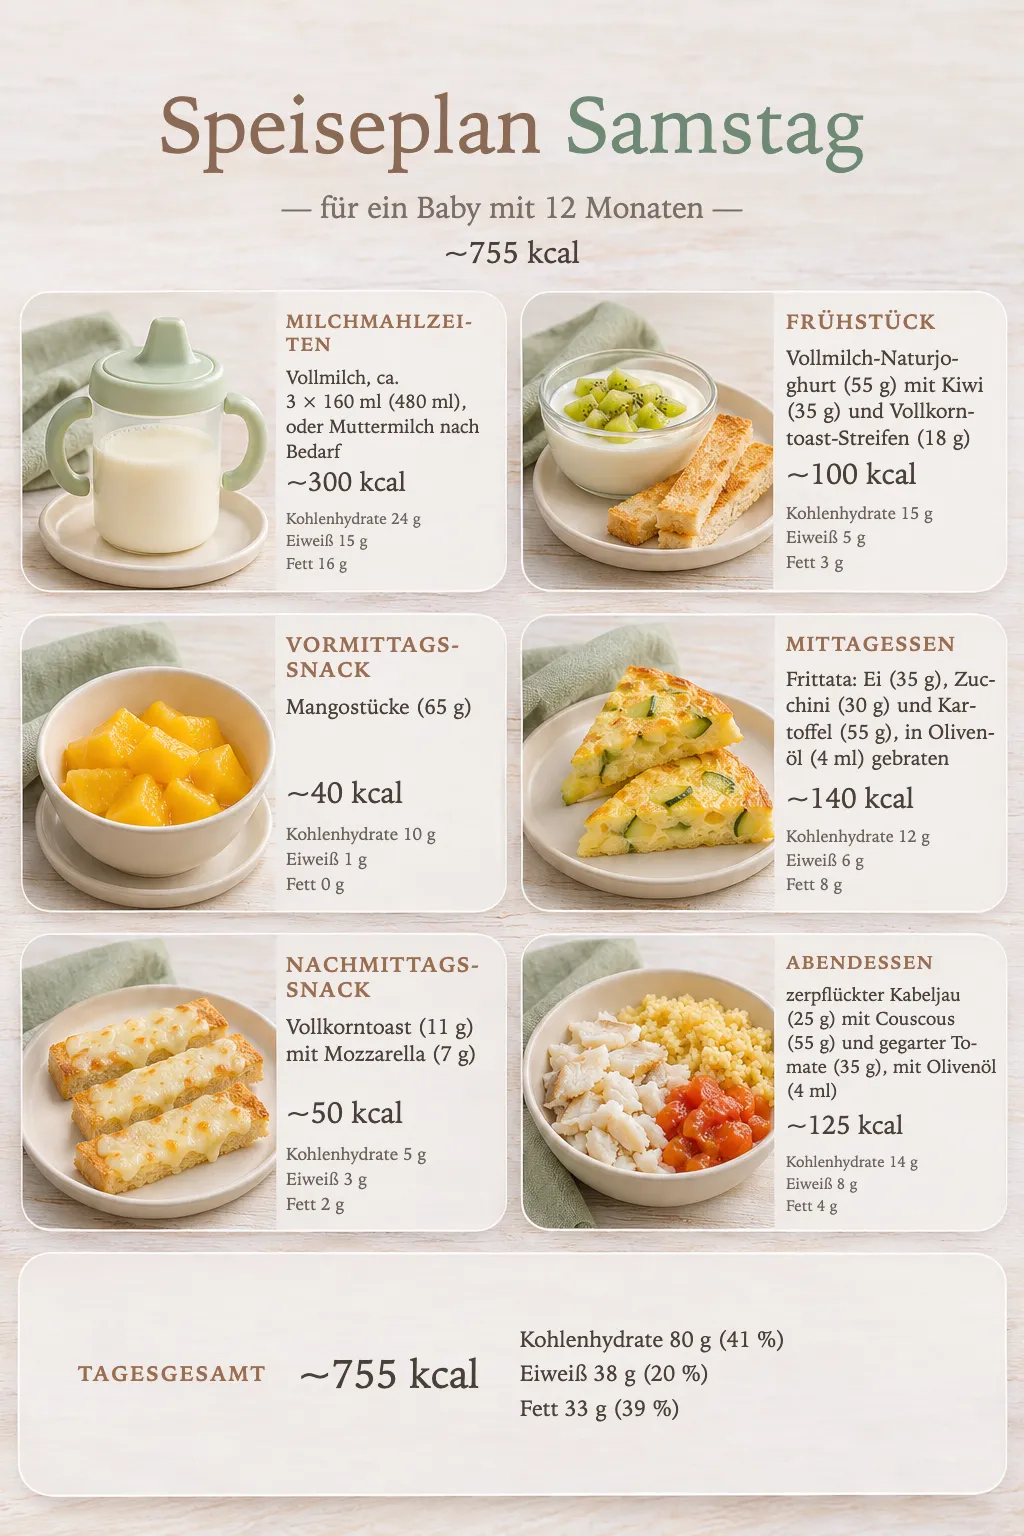 Speiseplan Samstag
— für ein Baby mit 12 Monaten —
~755 kcal
MILCHMAHLZEI-
TEN
Vollmilch, ca.
3 × 160 ml (480 ml),
oder Muttermilch nach
Bedarf
~300 kcal
Kohlenhydrate 24 g
Eiweiß 15 g
Fett 16 g
FRÜHSTÜCK
Vollmilch-Naturjo-
ghurt (55 g) mit Kiwi
(35 g) und Vollkorn-
toast-Streifen (18 g)
~100 kcal
Kohlenhydrate 15 g
Eiweiß 5 g
Fett 3 g
VORMITTAGS-
SNACK
Mangostücke (65 g)
~40 kcal
Kohlenhydrate 10 g
Eiweiß 1 g
Fett 0 g
MITTAGESSEN
Frittata: Ei (35 g), Zuc-
chini (30 g) und Kar-
toffel (55 g), in Oliven-
öl (4 ml) gebraten
~140 kcal
Kohlenhydrate 12 g
Eiweiß 6 g
Fett 8 g
NACHMITTAGS-
SNACK
Vollkorntoast (11 g)
mit Mozzarella (7 g)
~50 kcal
Kohlenhydrate 5 g
Eiweiß 3 g
Fett 2 g
ABENDESSEN
zerpflückter Kabeljau
(25 g) mit Couscous
(55 g) und gegarter To-
mate (35 g), mit Olivenöl
(4 ml)
~125 kcal
Kohlenhydrate 14 g
Eiweiß 8 g
Fett 4 g
TAGESGESAMT
~755 kcal
Kohlenhydrate 80 g (41 %)
Eiweiß 38 g (20 %)
Fett 33 g (39 %)